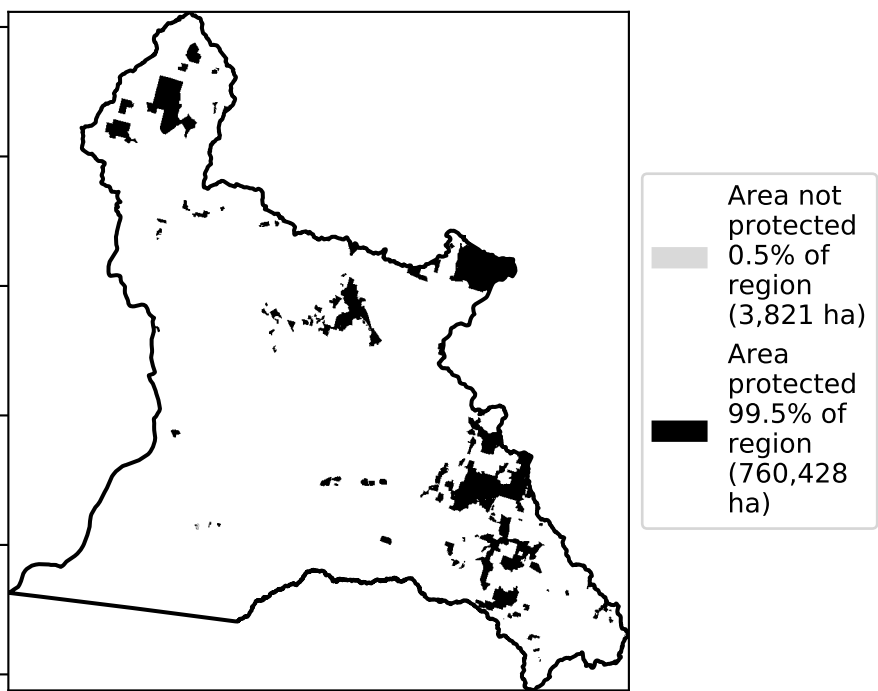 Area not
protected
0.5% of
region
(3,821 ha)
Area
protected
99.5% of
region
(760,428
ha)